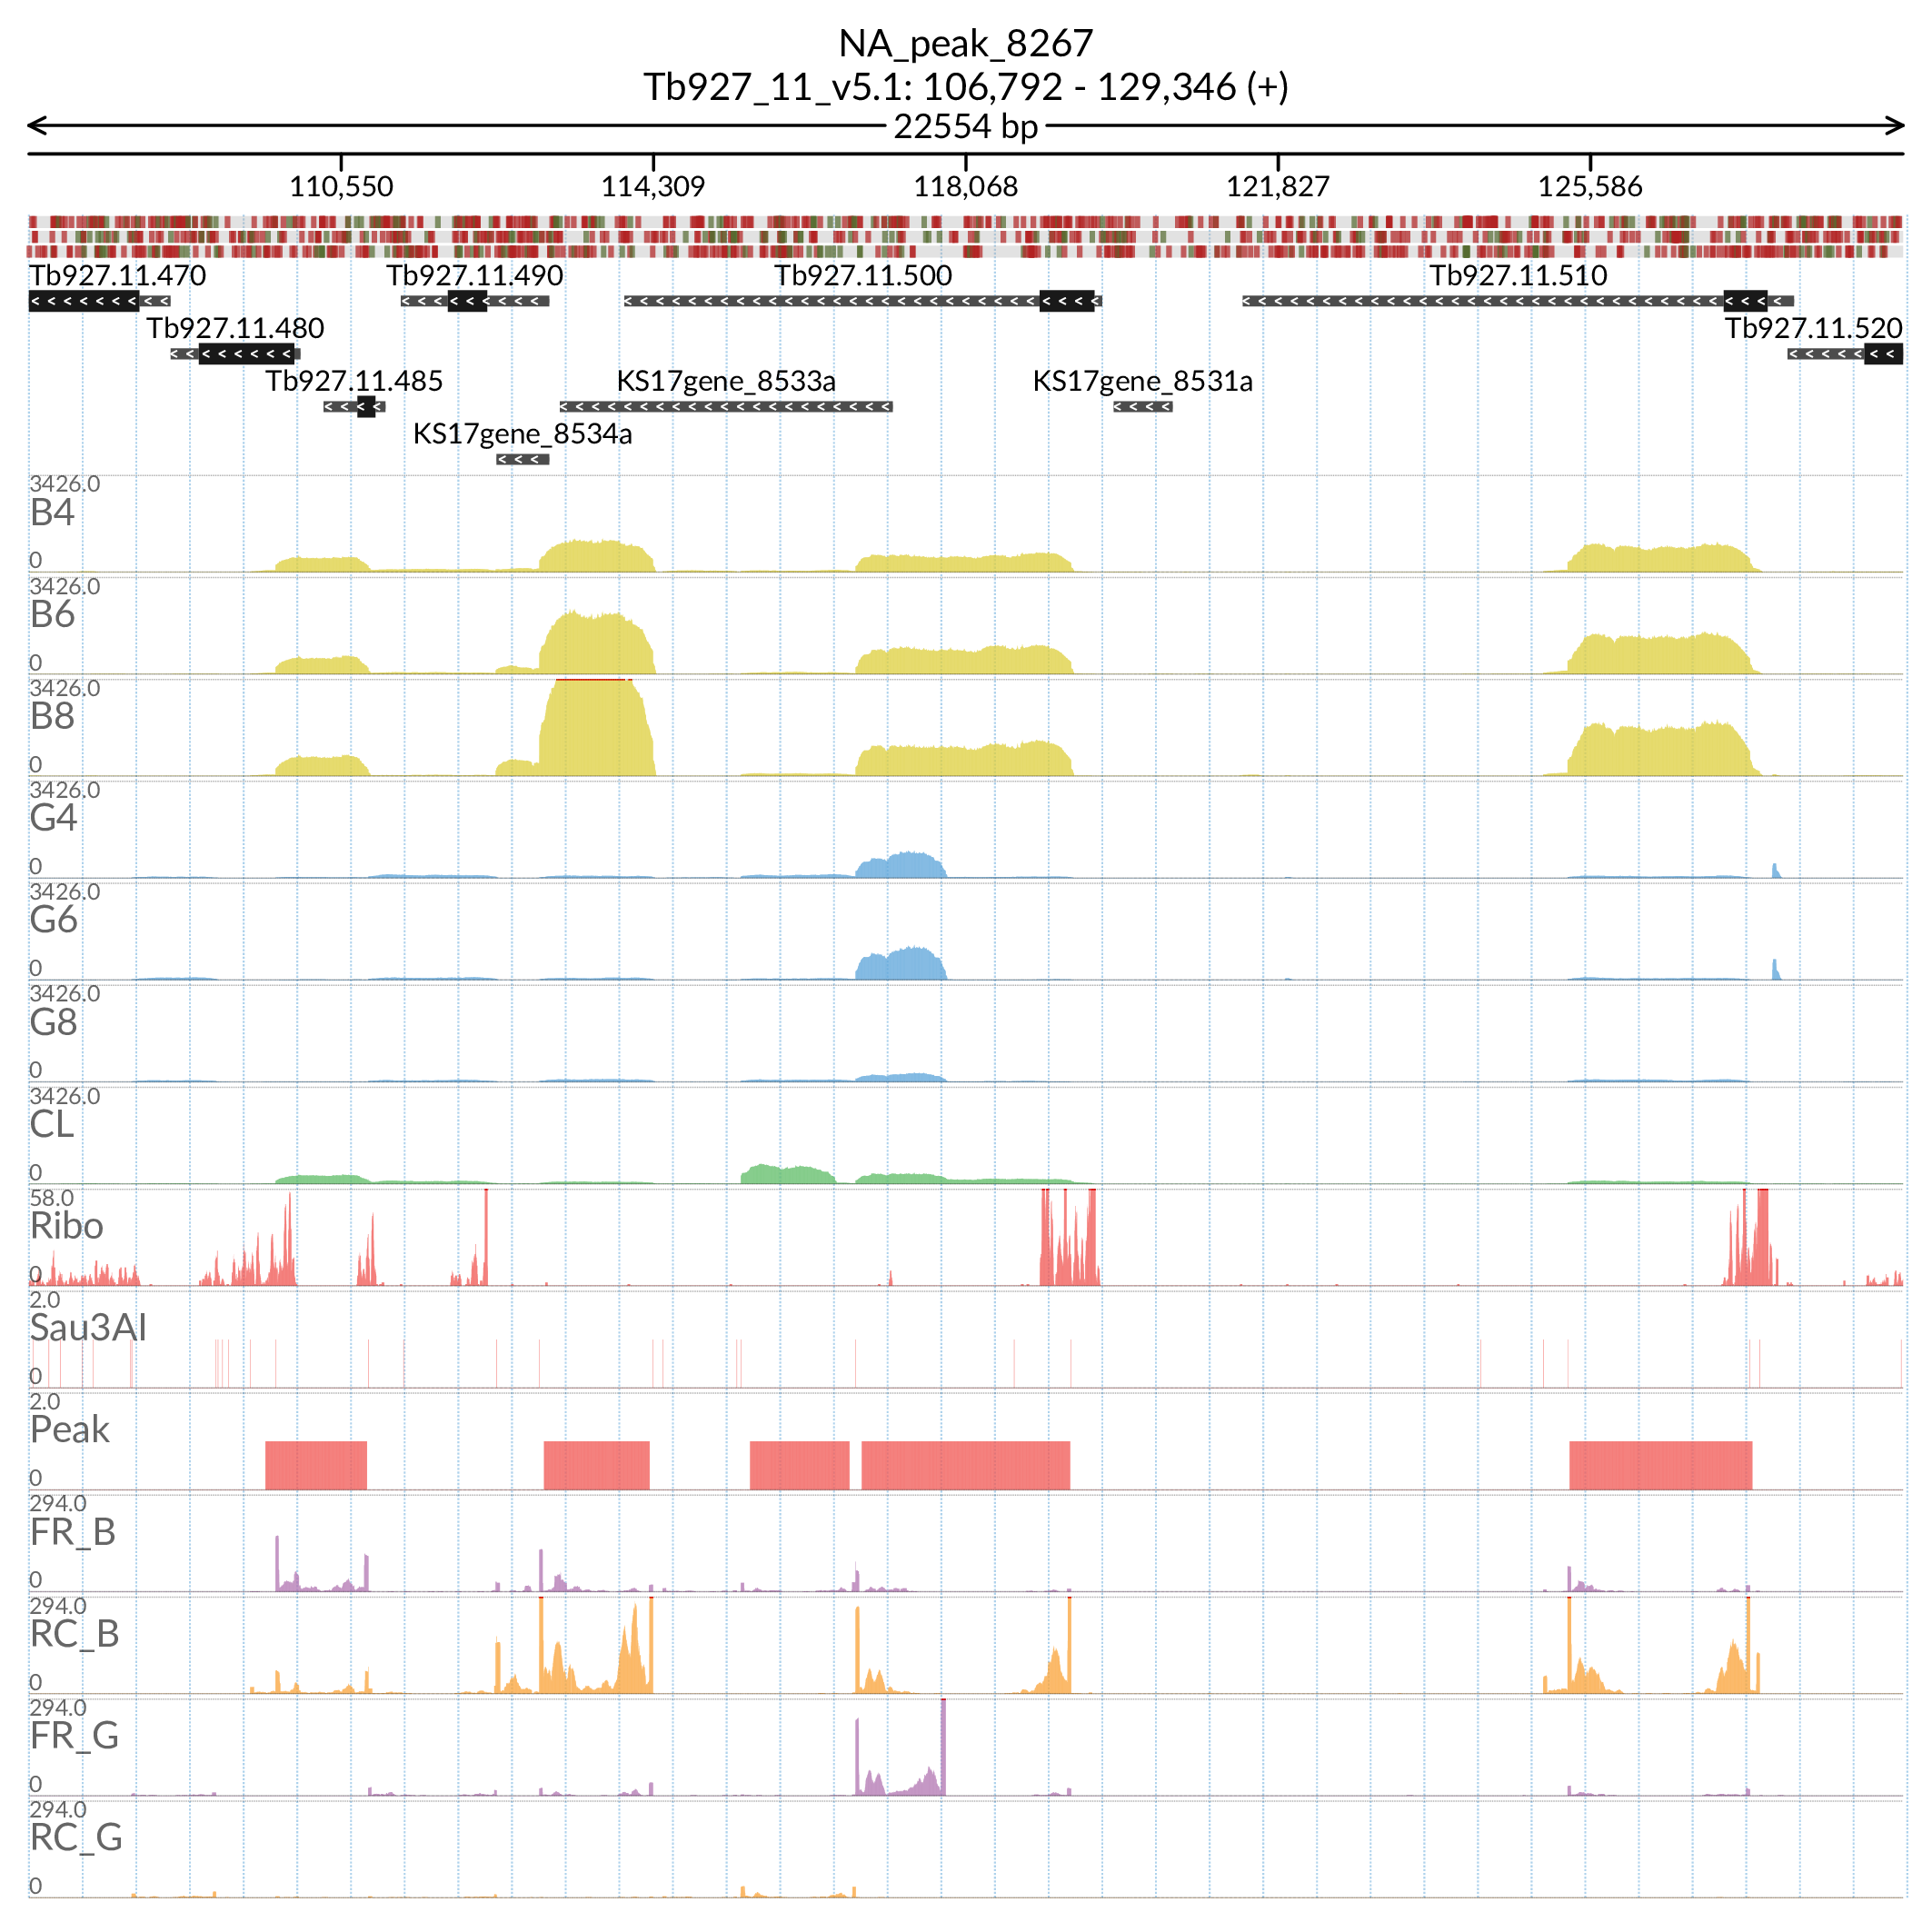 NA_peak_8267
Tb927_11_v5.1: 106,792 - 129,346 (+)
22554 bp
110,550 114,309 118,068 121,827 125,586
Tb927.11.470 Tb927.11.490 Tb927.11.500 Tb927.11.510
Tb927.11.480 Tb927.11.520
Tb927.11.485 KS17gene_8533a KS17gene_8531a
KS17gene_8534a
3426.0
B4
0
3426.0
B6
0
3426.0
B8
0
3426.0
G4
0
3426.0
G6
0
3426.0
G8
0
3426.0
CL
0
58.0
Ribo
0
2.0
Sau3AI
0
2.0
Peak
0
294.0
FR_B
0
294.0
RC_B
0
294.0
FR_G
0
294.0
RC_G
0